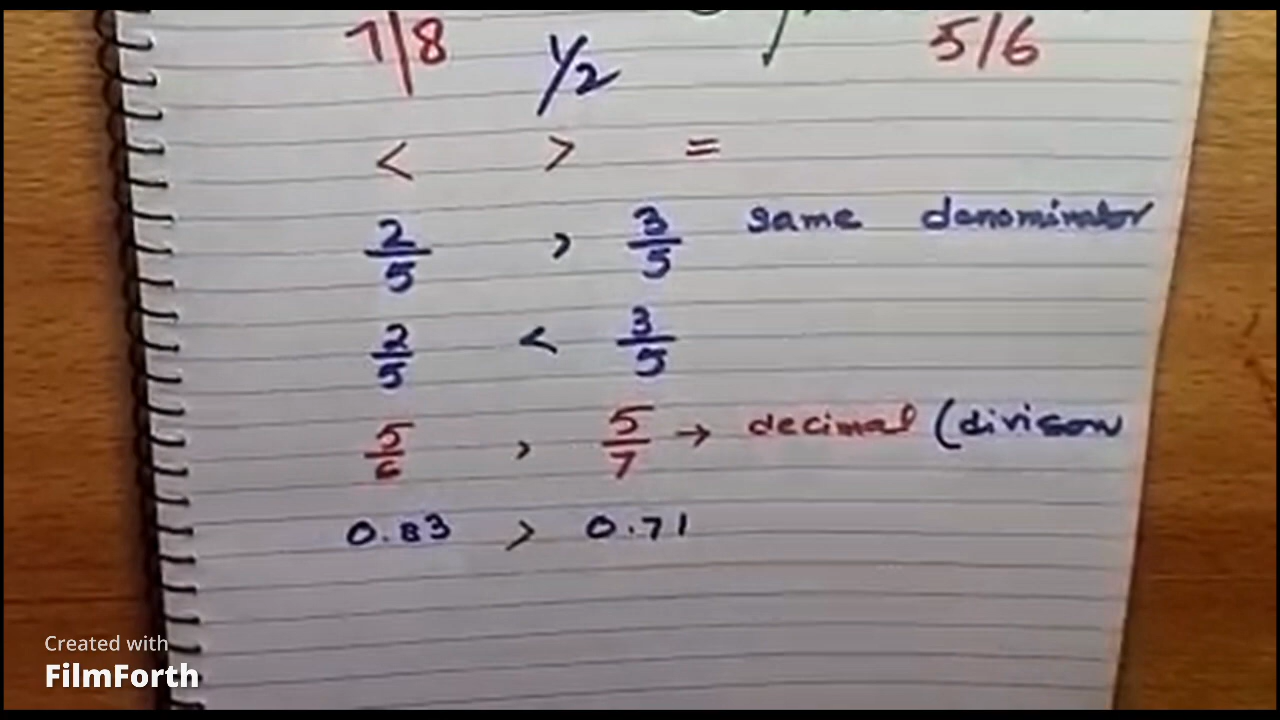 7/8 1/2 5/6
< > =
2/5 > 3/5 same denominator
2/5 < 3/5
5/6 > 5/7 → decimal (divison
0.83 > 0.71
Created with
FilmForth